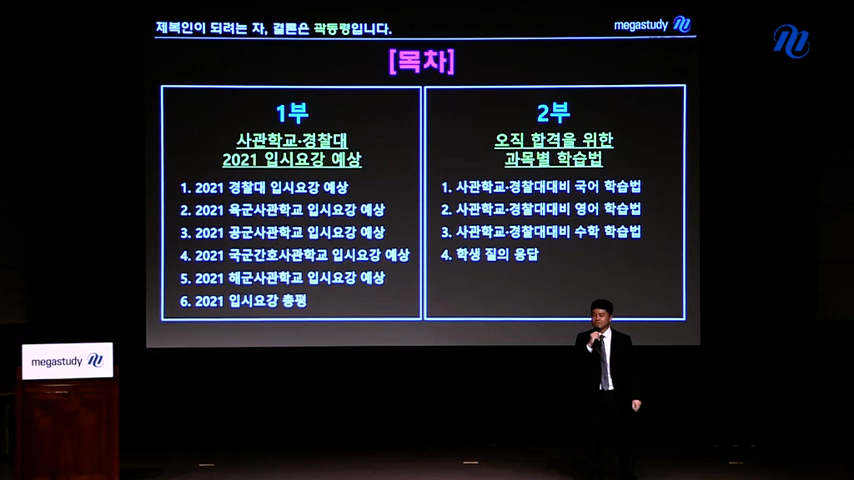 제복인이 되려는 자, 결론은 곽동령입니다.
megastudy
[목차]
1부
사관학교·경찰대
2021 입시요강 예상
1. 2021 경찰대 입시요강 예상
2. 2021 육군사관학교 입시요강 예상
3. 2021 공군사관학교 입시요강 예상
4. 2021 국군간호사관학교 입시요강 예상
5. 2021 해군사관학교 입시요강 예상
6. 2021 입시요강 총평
2부
오직 합격을 위한
과목별 학습법
1. 사관학교·경찰대대비 국어 학습법
2. 사관학교·경찰대대비 영어 학습법
3. 사관학교·경찰대대비 수학 학습법
4. 학생 질의 응답
megastudy